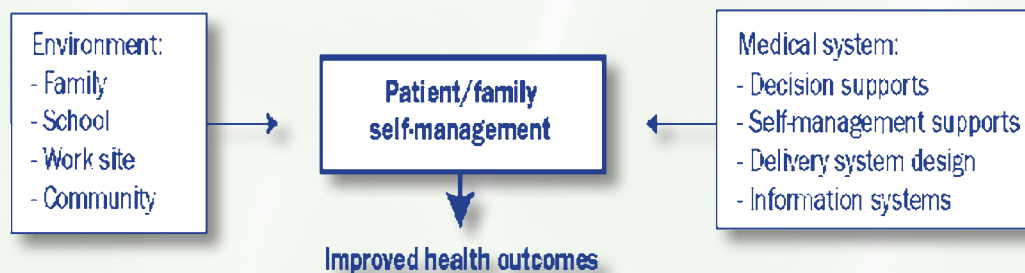 Environment:
- Family
- School
- Work site
- Community
Patient/family
self-management
Improved health outcomes
Medical system:
- Decision supports
- Self-management supports
- Delivery system design
- Information systems